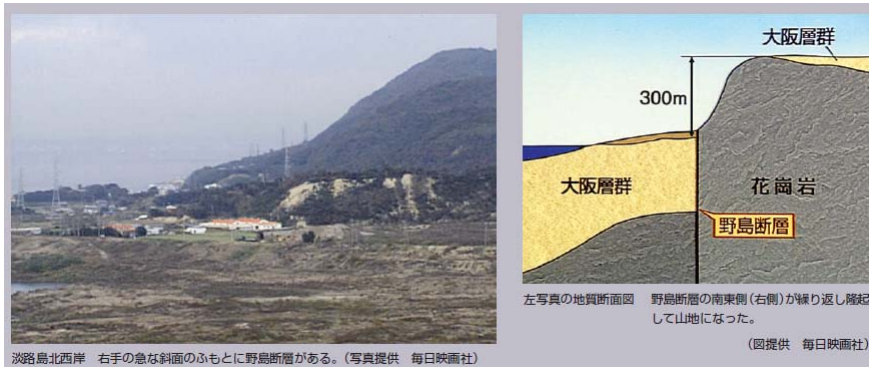 大阪層群
300m
大阪層群
花崗岩
野島断層
左写真の地質断面図 野島断層の南東側(右側)が繰り返し隆起
して山地になった。
(図提供 毎日映画社)
淡路島北西岸 右手の急な斜面のふもとに野島断層がある。(写真提供 毎日映画社)